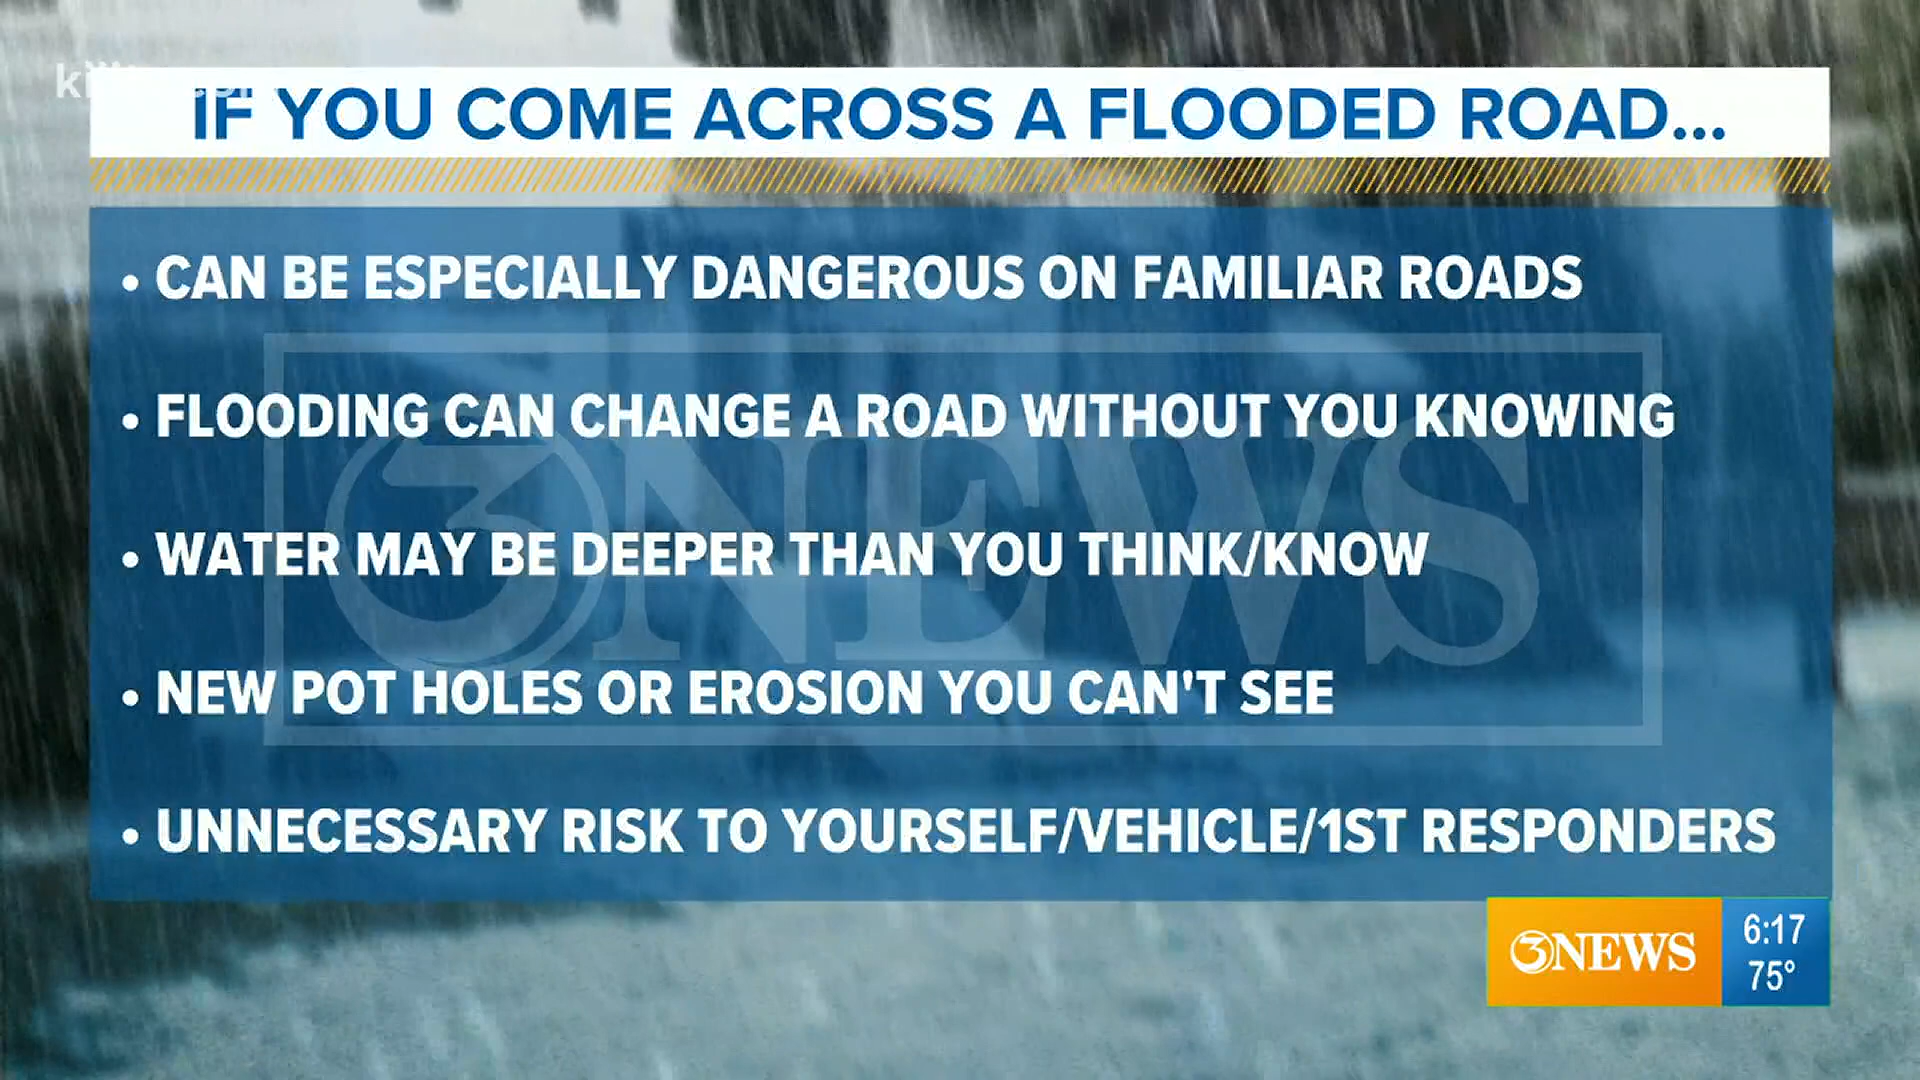 IF YOU COME ACROSS A FLOODED ROAD...
• CAN BE ESPECIALLY DANGEROUS ON FAMILIAR ROADS
• FLOODING CAN CHANGE A ROAD WITHOUT YOU KNOWING
• WATER MAY BE DEEPER THAN YOU THINK/KNOW
• NEW POT HOLES OR EROSION YOU CAN'T SEE
• UNNECESSARY RISK TO YOURSELF/VEHICLE/1ST RESPONDERS
3NEWS
3NEWS
6:17
75°